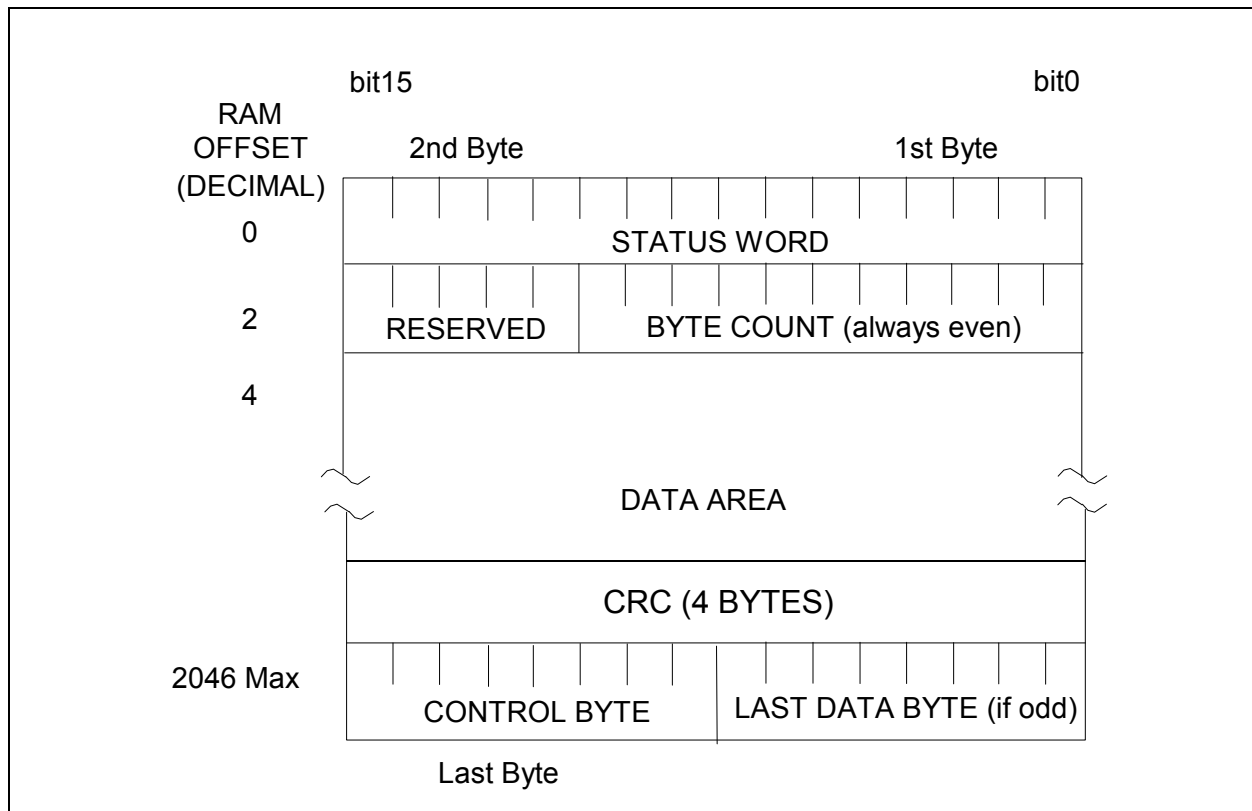 bit15 bit0
RAM
OFFSET
(DECIMAL)
2nd Byte 1st Byte
0 STATUS WORD
2 RESERVED BYTE COUNT (always even)
4
DATA AREA
CRC (4 BYTES)
2046 Max CONTROL BYTE LAST DATA BYTE (if odd)
Last Byte